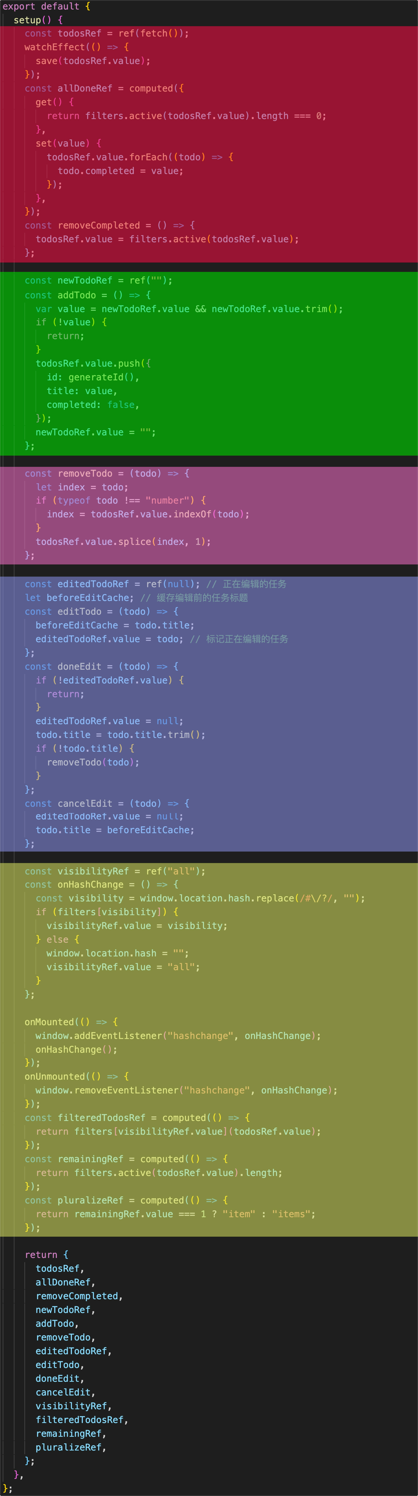 export default {
  setup() {
    const todosRef = ref(fetch());
    watchEffect(() => {
      save(todosRef.value);
    });
    const allDoneRef = computed({
      get() {
        return filters.active(todosRef.value).length === 0;
      },
      set(value) {
        todosRef.value.forEach((todo) => {
          todo.completed = value;
        });
      },
    });
    const removeCompleted = () => {
      todosRef.value = filters.active(todosRef.value);
    };

    const newTodoRef = ref("");
    const addTodo = () => {
      var value = newTodoRef.value && newTodoRef.value.trim();
      if (!value) {
        return;
      }
      todosRef.value.push({
        id: generateId(),
        title: value,
        completed: false,
      });
      newTodoRef.value = "";
    };

    const removeTodo = (todo) => {
      let index = todo;
      if (typeof todo !== "number") {
        index = todosRef.value.indexOf(todo);
      }
      todosRef.value.splice(index, 1);
    };

    const editedTodoRef = ref(null); // 正在编辑的任务
    let beforeEditCache; // 缓存编辑前的任务标题
    const editTodo = (todo) => {
      beforeEditCache = todo.title;
      editedTodoRef.value = todo; // 标记正在编辑的任务
    };
    const doneEdit = (todo) => {
      if (!editedTodoRef.value) {
        return;
      }
      editedTodoRef.value = null;
      todo.title = todo.title.trim();
      if (!todo.title) {
        removeTodo(todo);
      }
    };
    const cancelEdit = (todo) => {
      editedTodoRef.value = null;
      todo.title = beforeEditCache;
    };

    const visibilityRef = ref("all");
    const onHashChange = () => {
      const visibility = window.location.hash.replace(/#\/?/, "");
      if (filters[visibility]) {
        visibilityRef.value = visibility;
      } else {
        window.location.hash = "";
        visibilityRef.value = "all";
      }
    };

    onMounted(() => {
      window.addEventListener("hashchange", onHashChange);
      onHashChange();
    });
    onUnmounted(() => {
      window.removeEventListener("hashchange", onHashChange);
    });
    const filteredTodosRef = computed(() => {
      return filters[visibilityRef.value](todosRef.value);
    });
    const remainingRef = computed(() => {
      return filters.active(todosRef.value).length;
    });
    const pluralizeRef = computed(() => {
      return remainingRef.value === 1 ? "item" : "items";
    });

    return {
      todosRef,
      allDoneRef,
      removeCompleted,
      newTodoRef,
      addTodo,
      removeTodo,
      editedTodoRef,
      editTodo,
      doneEdit,
      cancelEdit,
      visibilityRef,
      filteredTodosRef,
      remainingRef,
      pluralizeRef,
    };
  },
};